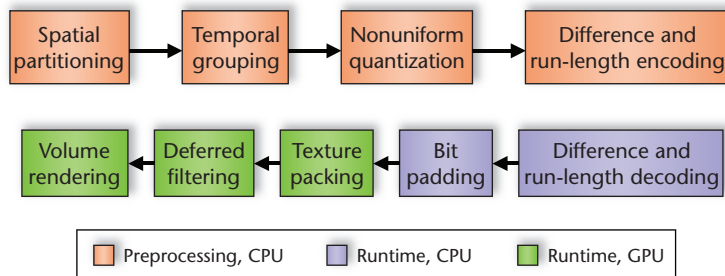 Spatial
partitioning
Temporal
grouping
Nonuniform
quantization
Difference and
run-length encoding
Volume
rendering
Deferred
filtering
Texture
packing
Bit
padding
Difference and
run-length decoding
Preprocessing, CPU
Runtime, CPU
Runtime, GPU